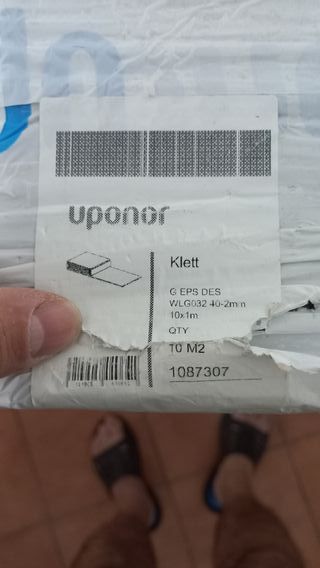 uponor
Klett
G EPS DES
WLG032 40-2mm
10x1m
QTY
10 M2
1087307